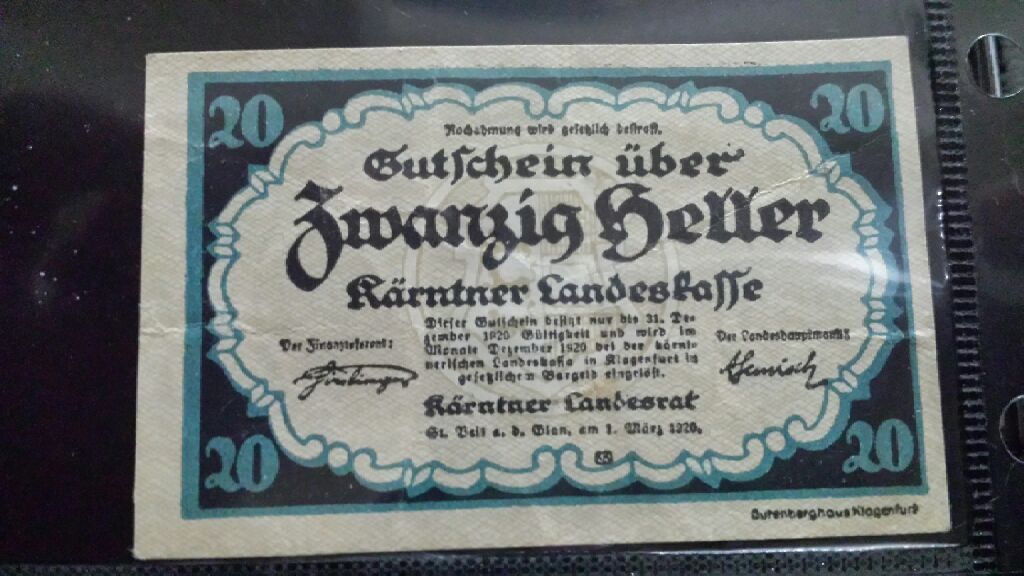 20 20
Nachahmung wird gesetzlich bestraft.
Gutschein über
Zwanzig Heller
Kärntner Landeskasse
Dieser Gutschein besitzt nur bis 31. De-
zember 1920 Gültigkeit und wird im
Monate Dezember 1920 bei der kärnt-
nerischen Landeskassa in Klagenfurt in
gesetzlichem Bargeld eingelöst.
Der Finanzreferent:
Der Landeshauptmann:
Kärntner Landesrat
St. Veit a. d. Glan, am 1. März 1920.
20 20
Gutenberghaus Klagenfurt